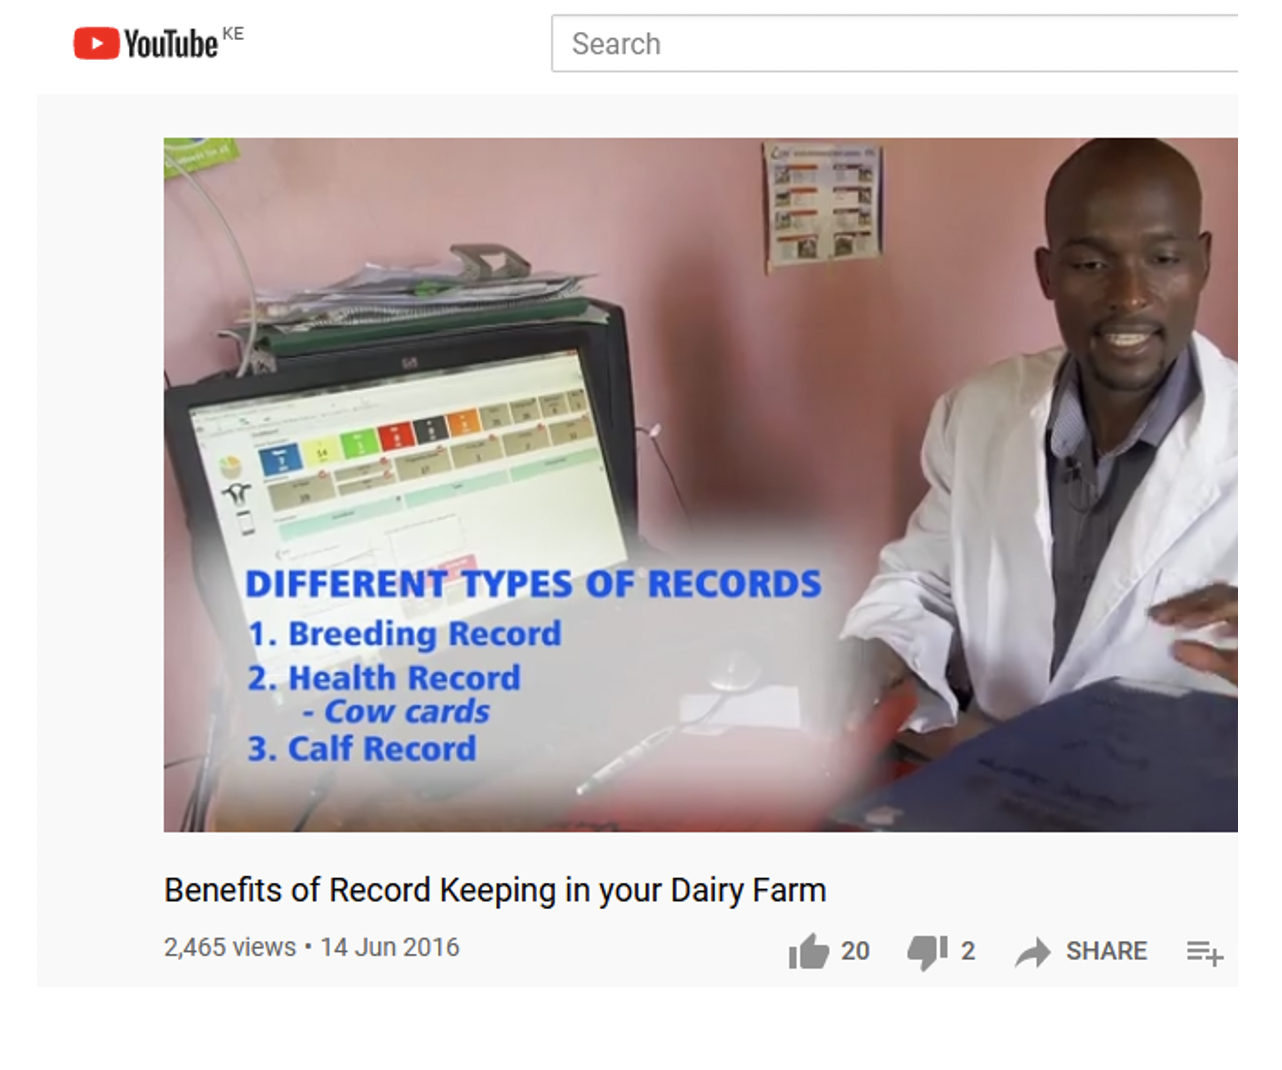 YouTube KE
Search
DIFFERENT TYPES OF RECORDS
1. Breeding Record
2. Health Record
- Cow cards
3. Calf Record
Benefits of Record Keeping in your Dairy Farm
2,465 views • 14 Jun 2016
20 2 SHARE